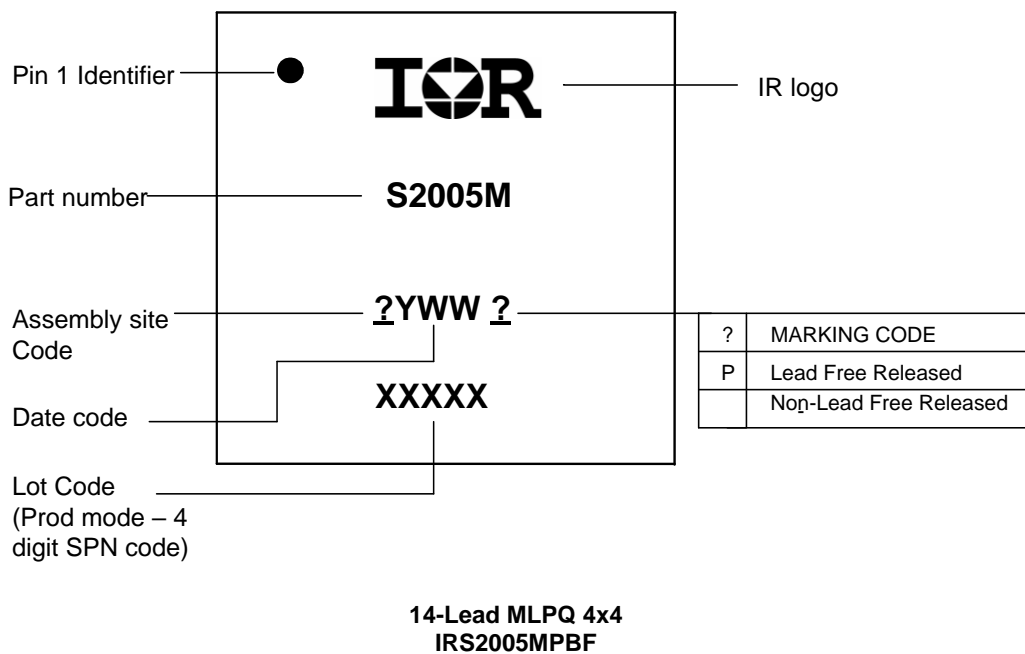 Pin 1 Identifier
IOR
IR logo
Part number
S2005M
Assembly site
Code
?YWW ?
? MARKING CODE
P Lead Free Released
Non-Lead Free Released
Date code
XXXXX
Lot Code
(Prod mode – 4
digit SPN code)
14-Lead MLPQ 4x4
IRS2005MPBF